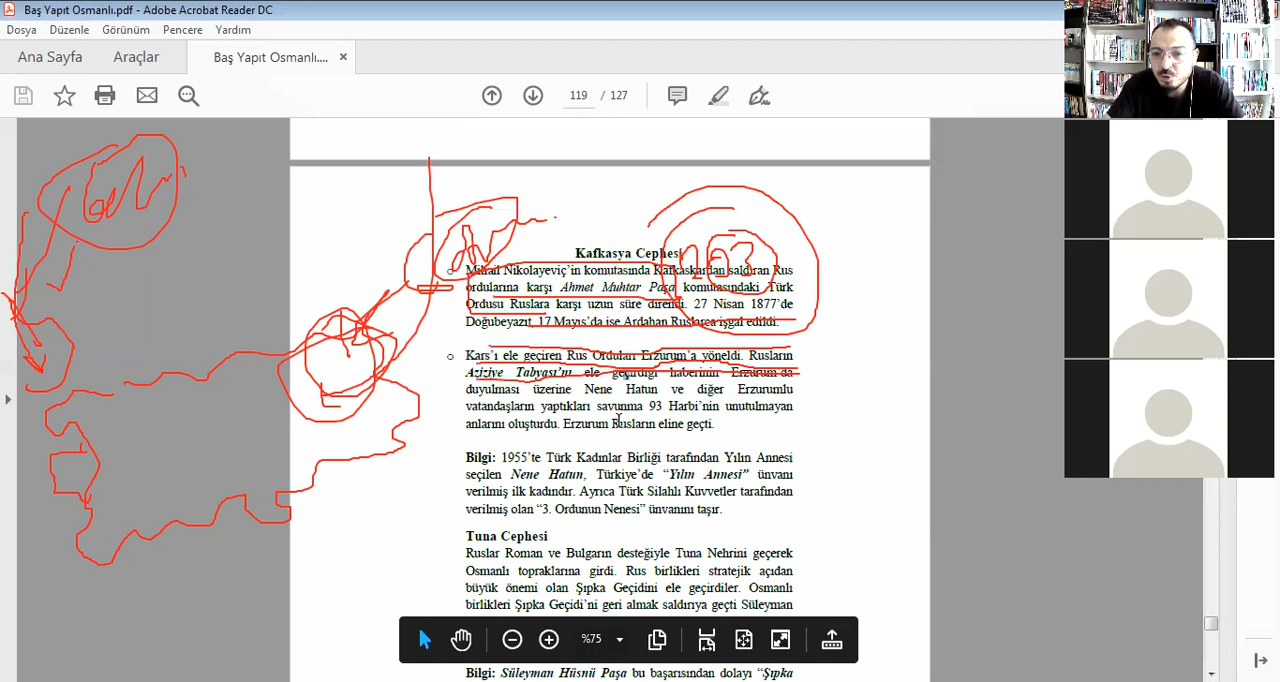 Baş Yapıt Osmanlı.pdf - Adobe Acrobat Reader DC
Dosya Düzenle Görünüm Pencere Yardım
Ana Sayfa Araçlar Baş Yapıt Osmanlı....
119 / 127
Kafkasya Cephesi
Mihail Nikolayeviç'in komutasında Kafkaskardan saldıran Rus
ordularına karşı Ahmet Muhtar Paşa komutasındaki Türk
Ordusu Ruslara karşı uzun süre direndi. 27 Nisan 1877'de
Doğubeyazıt, 17 Mayıs'da ise Ardahan Ruslarca işgal edildi.
Kars'ı ele geçiren Rus Orduları Erzurum'a yöneldi. Rusların
Aziziye Tabyası'nı ele geçirdiği haberinin Erzurum'da
duyulması üzerine Nene Hatun ve diğer Erzurumlu
vatandaşların yaptıkları savunma 93 Harbi'nin unutulmayan
anlarını oluşturdu. Erzurum Rusların eline geçti.
Bilgi: 1955'te Türk Kadınlar Birliği tarafından Yılın Annesi
seçilen Nene Hatun, Türkiye'de “Yılın Annesi” ünvanı
verilmiş ilk kadındır. Ayrıca Türk Silahlı Kuvvetler tarafından
verilmiş olan “3. Ordunun Nenesi” ünvanını taşır.
Tuna Cephesi
Ruslar Roman ve Bulgarın desteğiyle Tuna Nehrini geçerek
Osmanlı topraklarına girdi. Rus birlikleri stratejik açıdan
büyük önemi olan Şıpka Geçidini ele geçirdiler. Osmanlı
birlikleri Şıpka Geçidi'ni geri almak saldırıya geçti Süleyman
%75
Bilgi: Süleyman Hüsnü Paşa bu başarısından dolayı “Şıpka